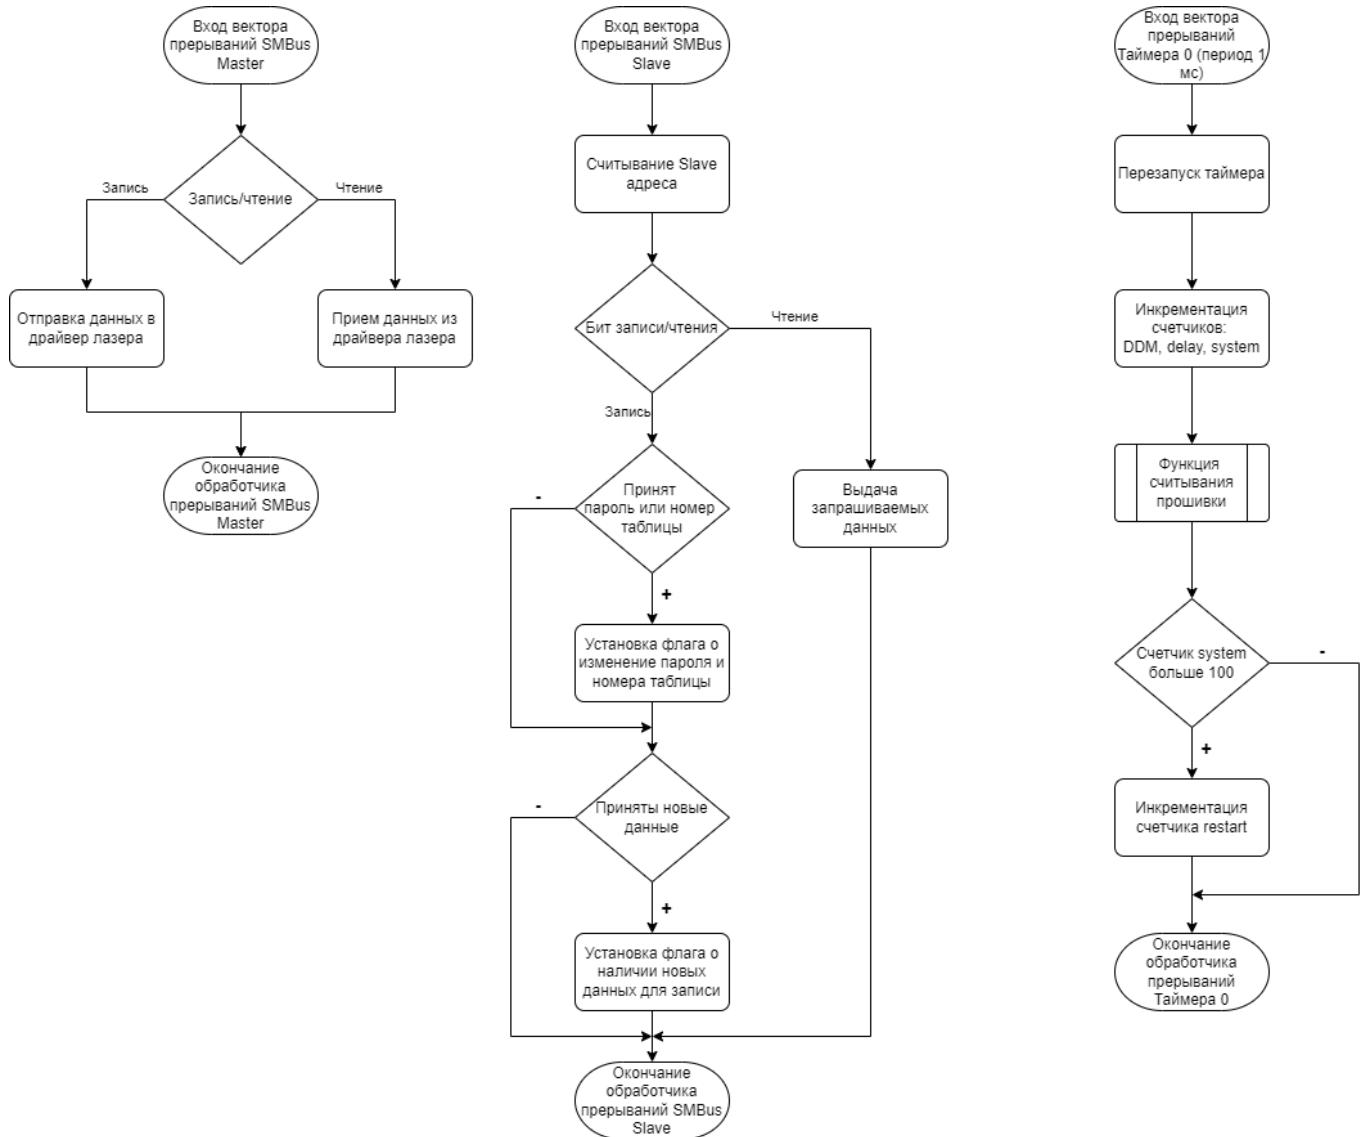 Вход вектора
прерываний SMBus
Master
Запись/чтение
Запись
Чтение
Отправка данных в
драйвер лазера
Прием данных из
драйвера лазера
Окончание
обработчика
прерываний SMBus
Master
Вход вектора
прерываний SMBus
Slave
Считывание Slave
адреса
Бит записи/чтения
Чтение
Запись
Принят
пароль или номер
таблицы
-
+
Выдача
запрашиваемых
данных
Установка флага о
изменение пароля и
номера таблицы
Приняты новые
данные
-
+
Установка флага о
наличии новых
данных для записи
Окончание
обработчика
прерываний SMBus
Slave
Вход вектора
прерываний
Таймера 0 (период 1
мс)
Перезапуск таймера
Инкрементация
счетчиков:
DDM, delay, system
Функция
считывания
прошивки
Счетчик system
больше 100
-
+
Инкрементация
счетчика restart
Окончание
обработчика
прерываний
Таймера 0